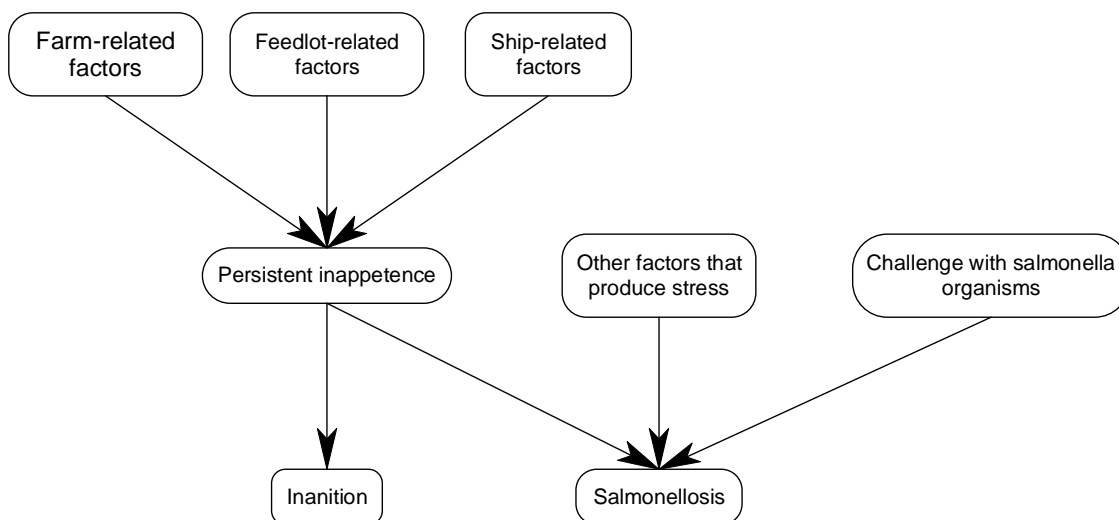 Farm-related
factors
Feedlot-related
factors
Ship-related
factors
Persistent inappetence
Other factors that
produce stress
Challenge with salmonella
organisms
Inanition
Salmonellosis